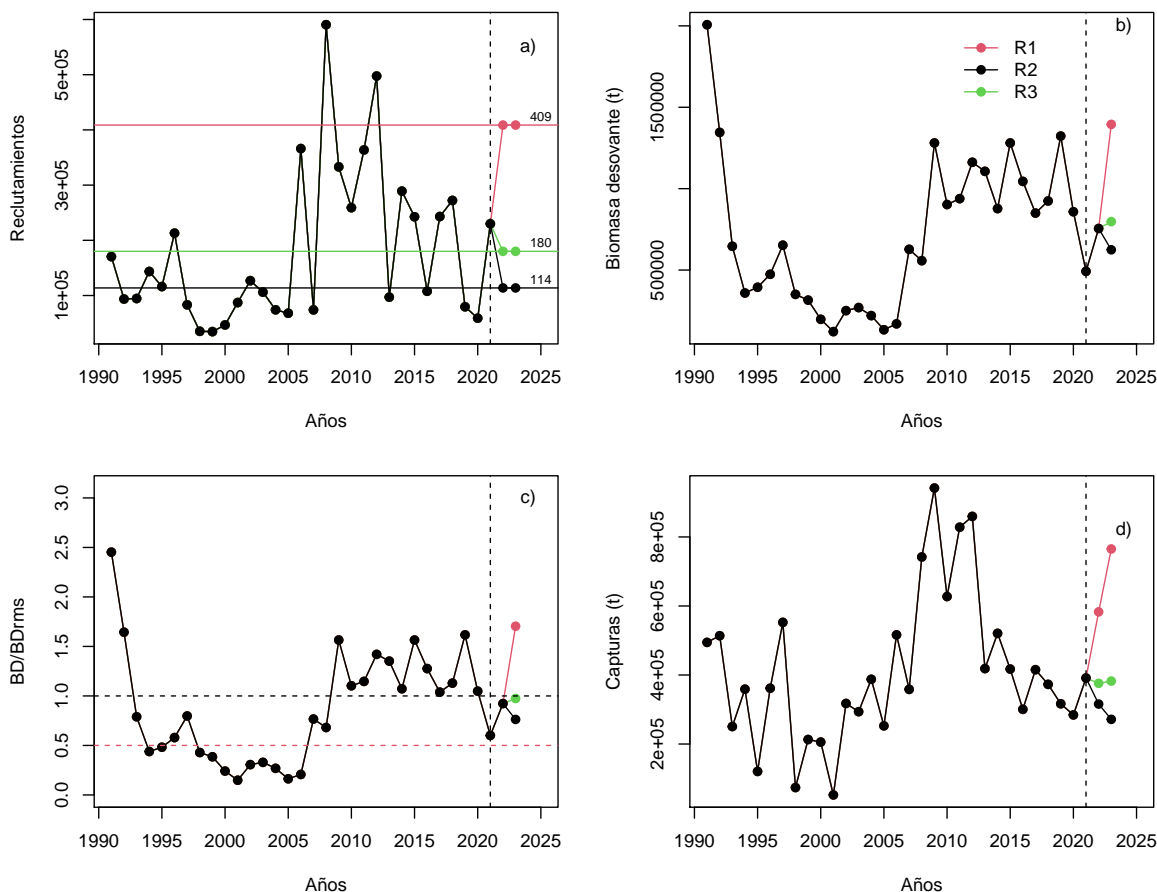 a)
Reclutamientos
5e+05
3e+05
1e+05
409
180
114
1990 1995 2000 2005 2010 2015 2020 2025
Años
b)
R1
R2
R3
Biomasa desovante (t)
1500000
500000
1990 1995 2000 2005 2010 2015 2020 2025
Años
c)
BD/BDrms
3.0
2.5
2.0
1.5
1.0
0.5
0.0
1990 1995 2000 2005 2010 2015 2020 2025
Años
d)
Capturas (t)
8e+05
6e+05
4e+05
2e+05
1990 1995 2000 2005 2010 2015 2020 2025
Años